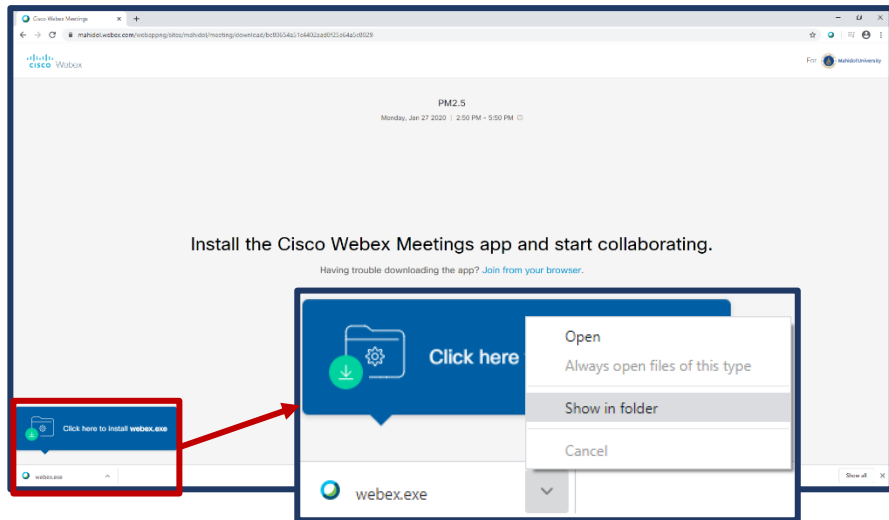 Cisco Webex Meetings
cisco Webex
For Mahidol University
PM2.5
Monday, Jan 27 2020 | 2:50 PM - 5:50 PM
Install the Cisco Webex Meetings app and start collaborating.
Having trouble downloading the app? Join from your browser.
Click here
Open
Always open files of this type
Show in folder
Cancel
webex.exe
Click here to install webex.exe
webex.exe
Show all